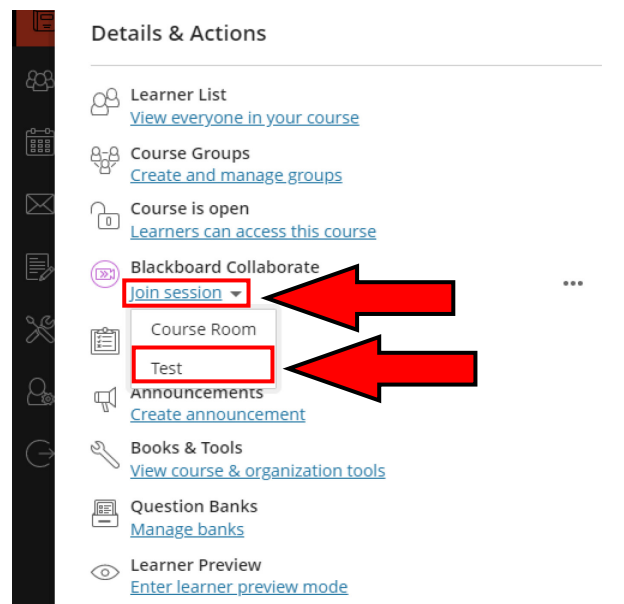 Details & Actions
Learner List
View everyone in your course
Course Groups
Create and manage groups
Course is open
Learners can access this course
Blackboard Collaborate
Join session
Course Room
Test
Announcements
Create announcement
Books & Tools
View course & organization tools
Question Banks
Manage banks
Learner Preview
Enter learner preview mode